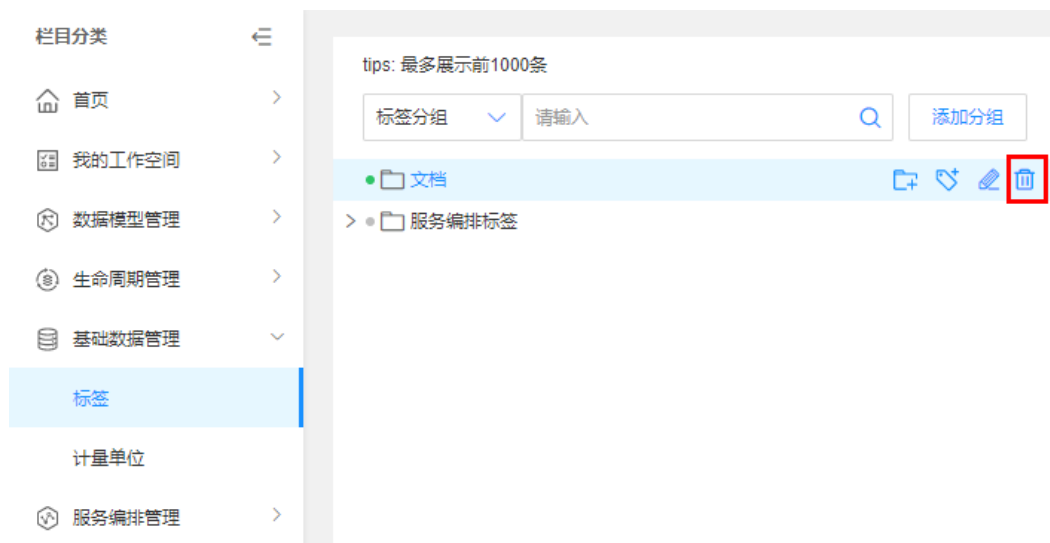 栏目分类
首页
我的工作空间
数据模型管理
生命周期管理
基础数据管理
标签
计量单位
服务编排管理
tips: 最多展示前1000条
标签分组 请输入 添加分组
文档
服务编排标签